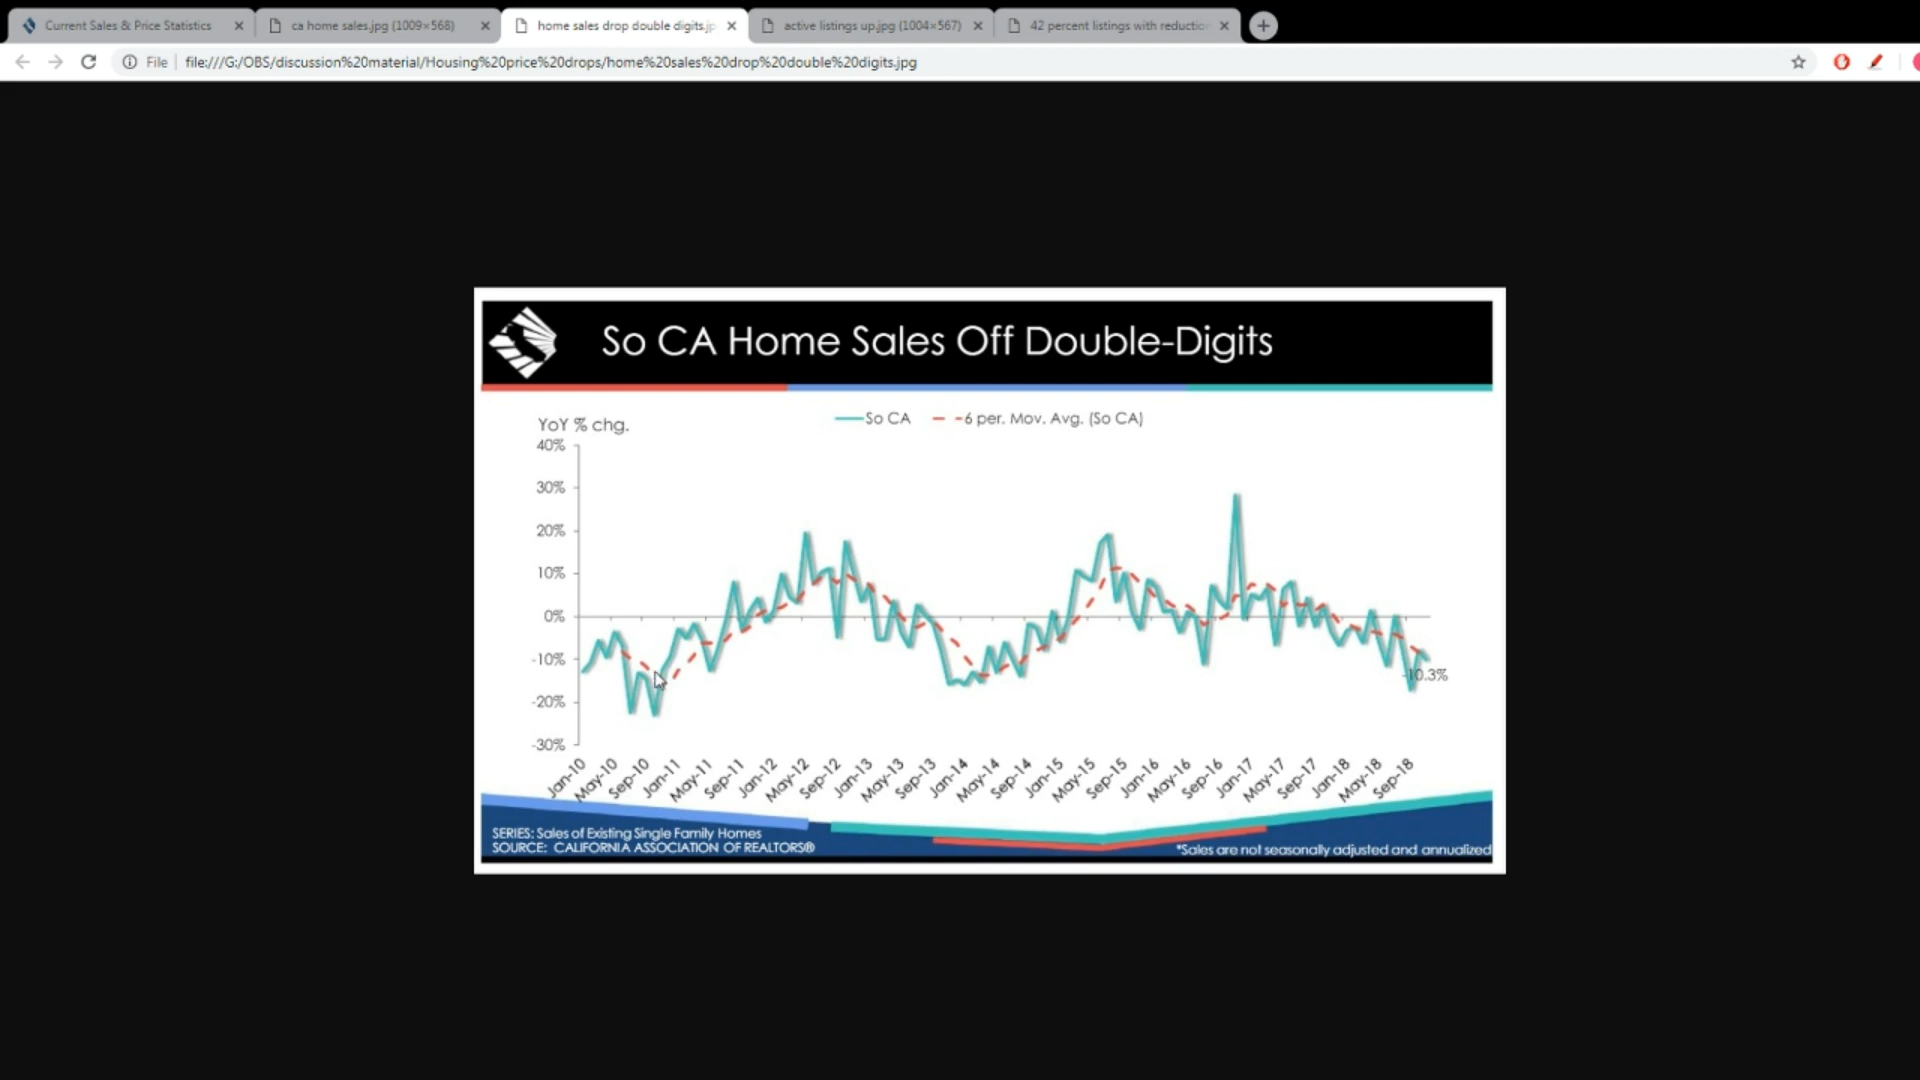 Current Sales & Price Statistics
ca home sales.jpg (1009×568)
home sales drop double digits.jp
active listings up.jpg (1004×567)
42 percent listings with reduction
File
file:///G:/OBS/discussion%20material/Housing%20price%20drops/home%20sales%20drop%20double%20digits.jpg
So CA Home Sales Off Double-Digits
YoY % chg.
So CA
6 per. Mov. Avg. (So CA)
40%
30%
20%
10%
0%
-10%
-20%
-30%
-10.3%
Jan-10 May-10 Sep-10 Jan-11 May-11 Sep-11 Jan-12 May-12 Sep-12 Jan-13 May-13 Sep-13 Jan-14 May-14 Sep-14 Jan-15 May-15 Sep-15 Jan-16 May-16 Sep-16 Jan-17 May-17 Sep-17 Jan-18 May-18 Sep-18
SERIES: Sales of Existing Single Family Homes
SOURCE: CALIFORNIA ASSOCIATION OF REALTORS®
*Sales are not seasonally adjusted and annualized